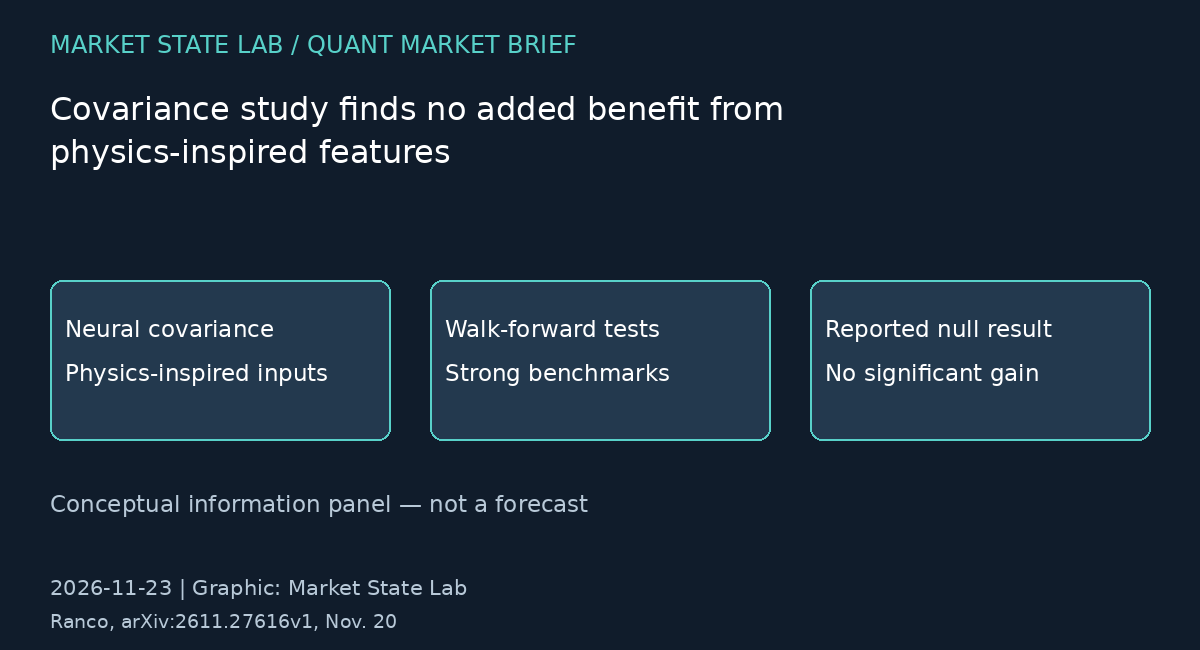 MARKET STATE LAB / QUANT MARKET BRIEF
Covariance study finds no added benefit from
physics-inspired features
Neural covariance
Physics-inspired inputs
Walk-forward tests
Strong benchmarks
Reported null result
No significant gain
Conceptual information panel — not a forecast
2026-11-23 | Graphic: Market State Lab
Ranco, arXiv:2611.27616v1, Nov. 20